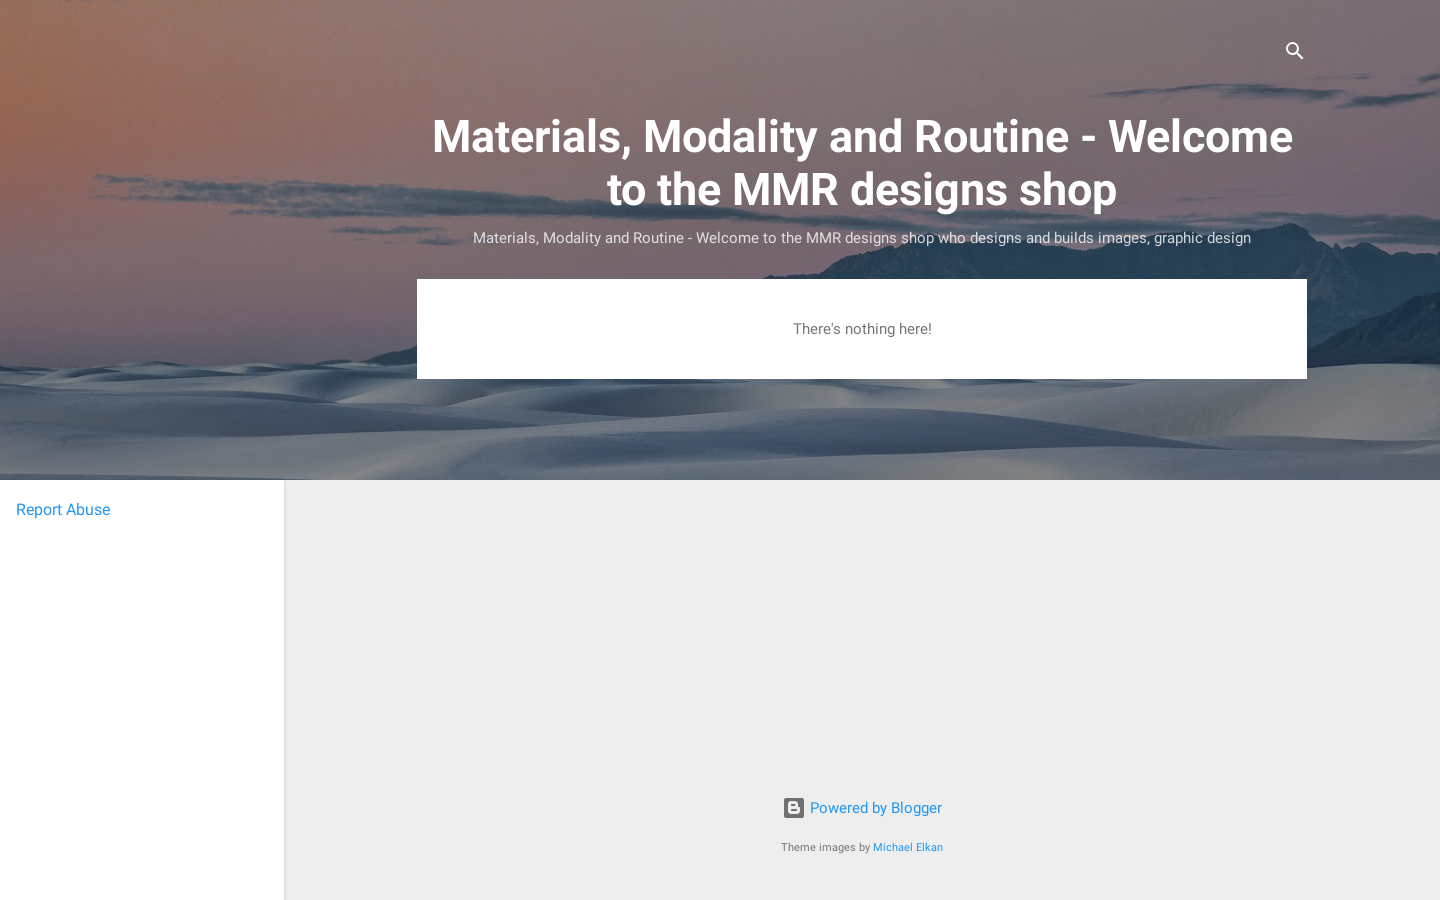 Materials, Modality and Routine - Welcome
to the MMR designs shop
Materials, Modality and Routine - Welcome to the MMR designs shop who designs and builds images, graphic design
There's nothing here!
Report Abuse
Powered by Blogger
Theme images by Michael Elkan